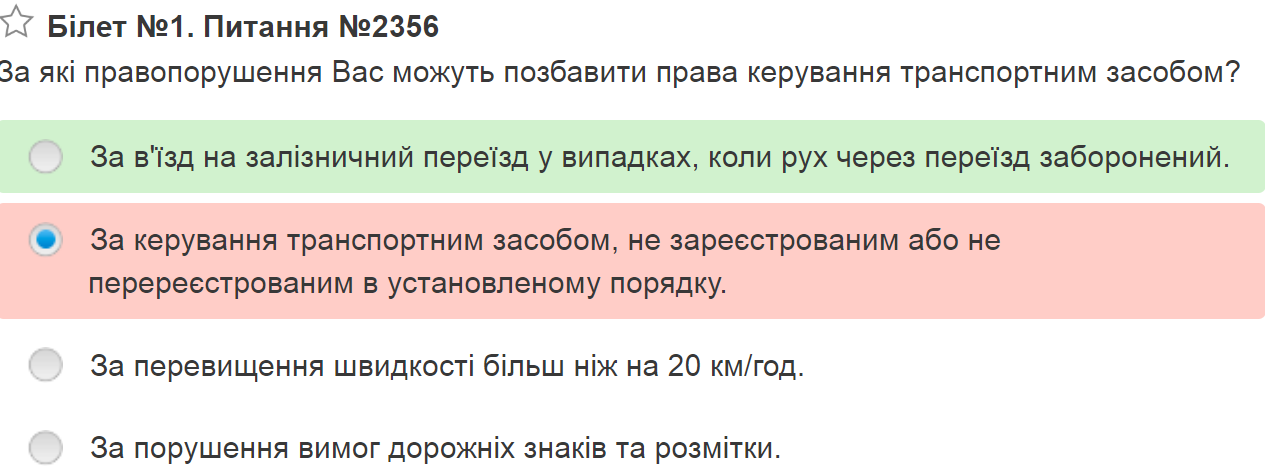 Білет №1. Питання №2356
За які правопорушення Вас можуть позбавити права керування транспортним засобом?
За в'їзд на залізничний переїзд у випадках, коли рух через переїзд заборонений.
За керування транспортним засобом, не зареєстрованим або не
перереєстрованим в установленому порядку.
За перевищення швидкості більш ніж на 20 км/год.
За порушення вимог дорожніх знаків та розмітки.